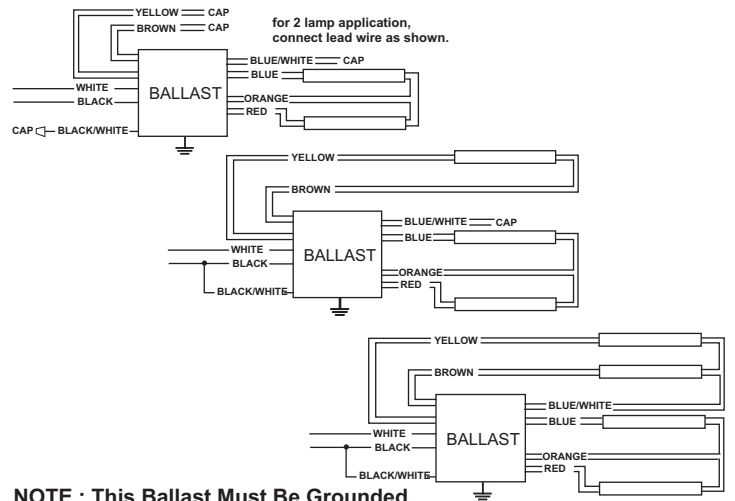 YELLOW CAP
BROWN CAP
for 2 lamp application,
connect lead wire as shown.
BLUE/WHITE CAP
BLUE
WHITE
BLACK
BALLAST
ORANGE
RED
CAP BLACK/WHITE
YELLOW
BROWN
BLUE/WHITE CAP
BLUE
WHITE
BLACK
BALLAST
ORANGE
RED
BLACK/WHITE
YELLOW
BROWN
BLUE/WHITE
BLUE
WHITE
BLACK
BALLAST
ORANGE
RED
BLACK/WHITE
NOTE : This Ballast Must Be Grounded